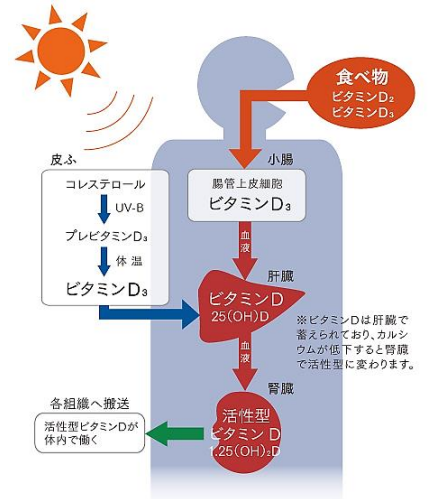 食べ物
ビタミンD₂
ビタミンD₃
皮ふ
コレステロール
UV-B
プレビタミンD₃
体温
ビタミンD₃
小腸
腸管上皮細胞
ビタミンD₃
血液
肝臓
ビタミンD
25(OH)D
血液
※ビタミンDは肝臓で
蓄えられており、カルシ
ウムが低下すると腎臓
で活性型に変わります。
腎臓
活性型
ビタミンD
1.25(OH)₂D
各組織へ搬送
活性型ビタミンDが
体内で働く